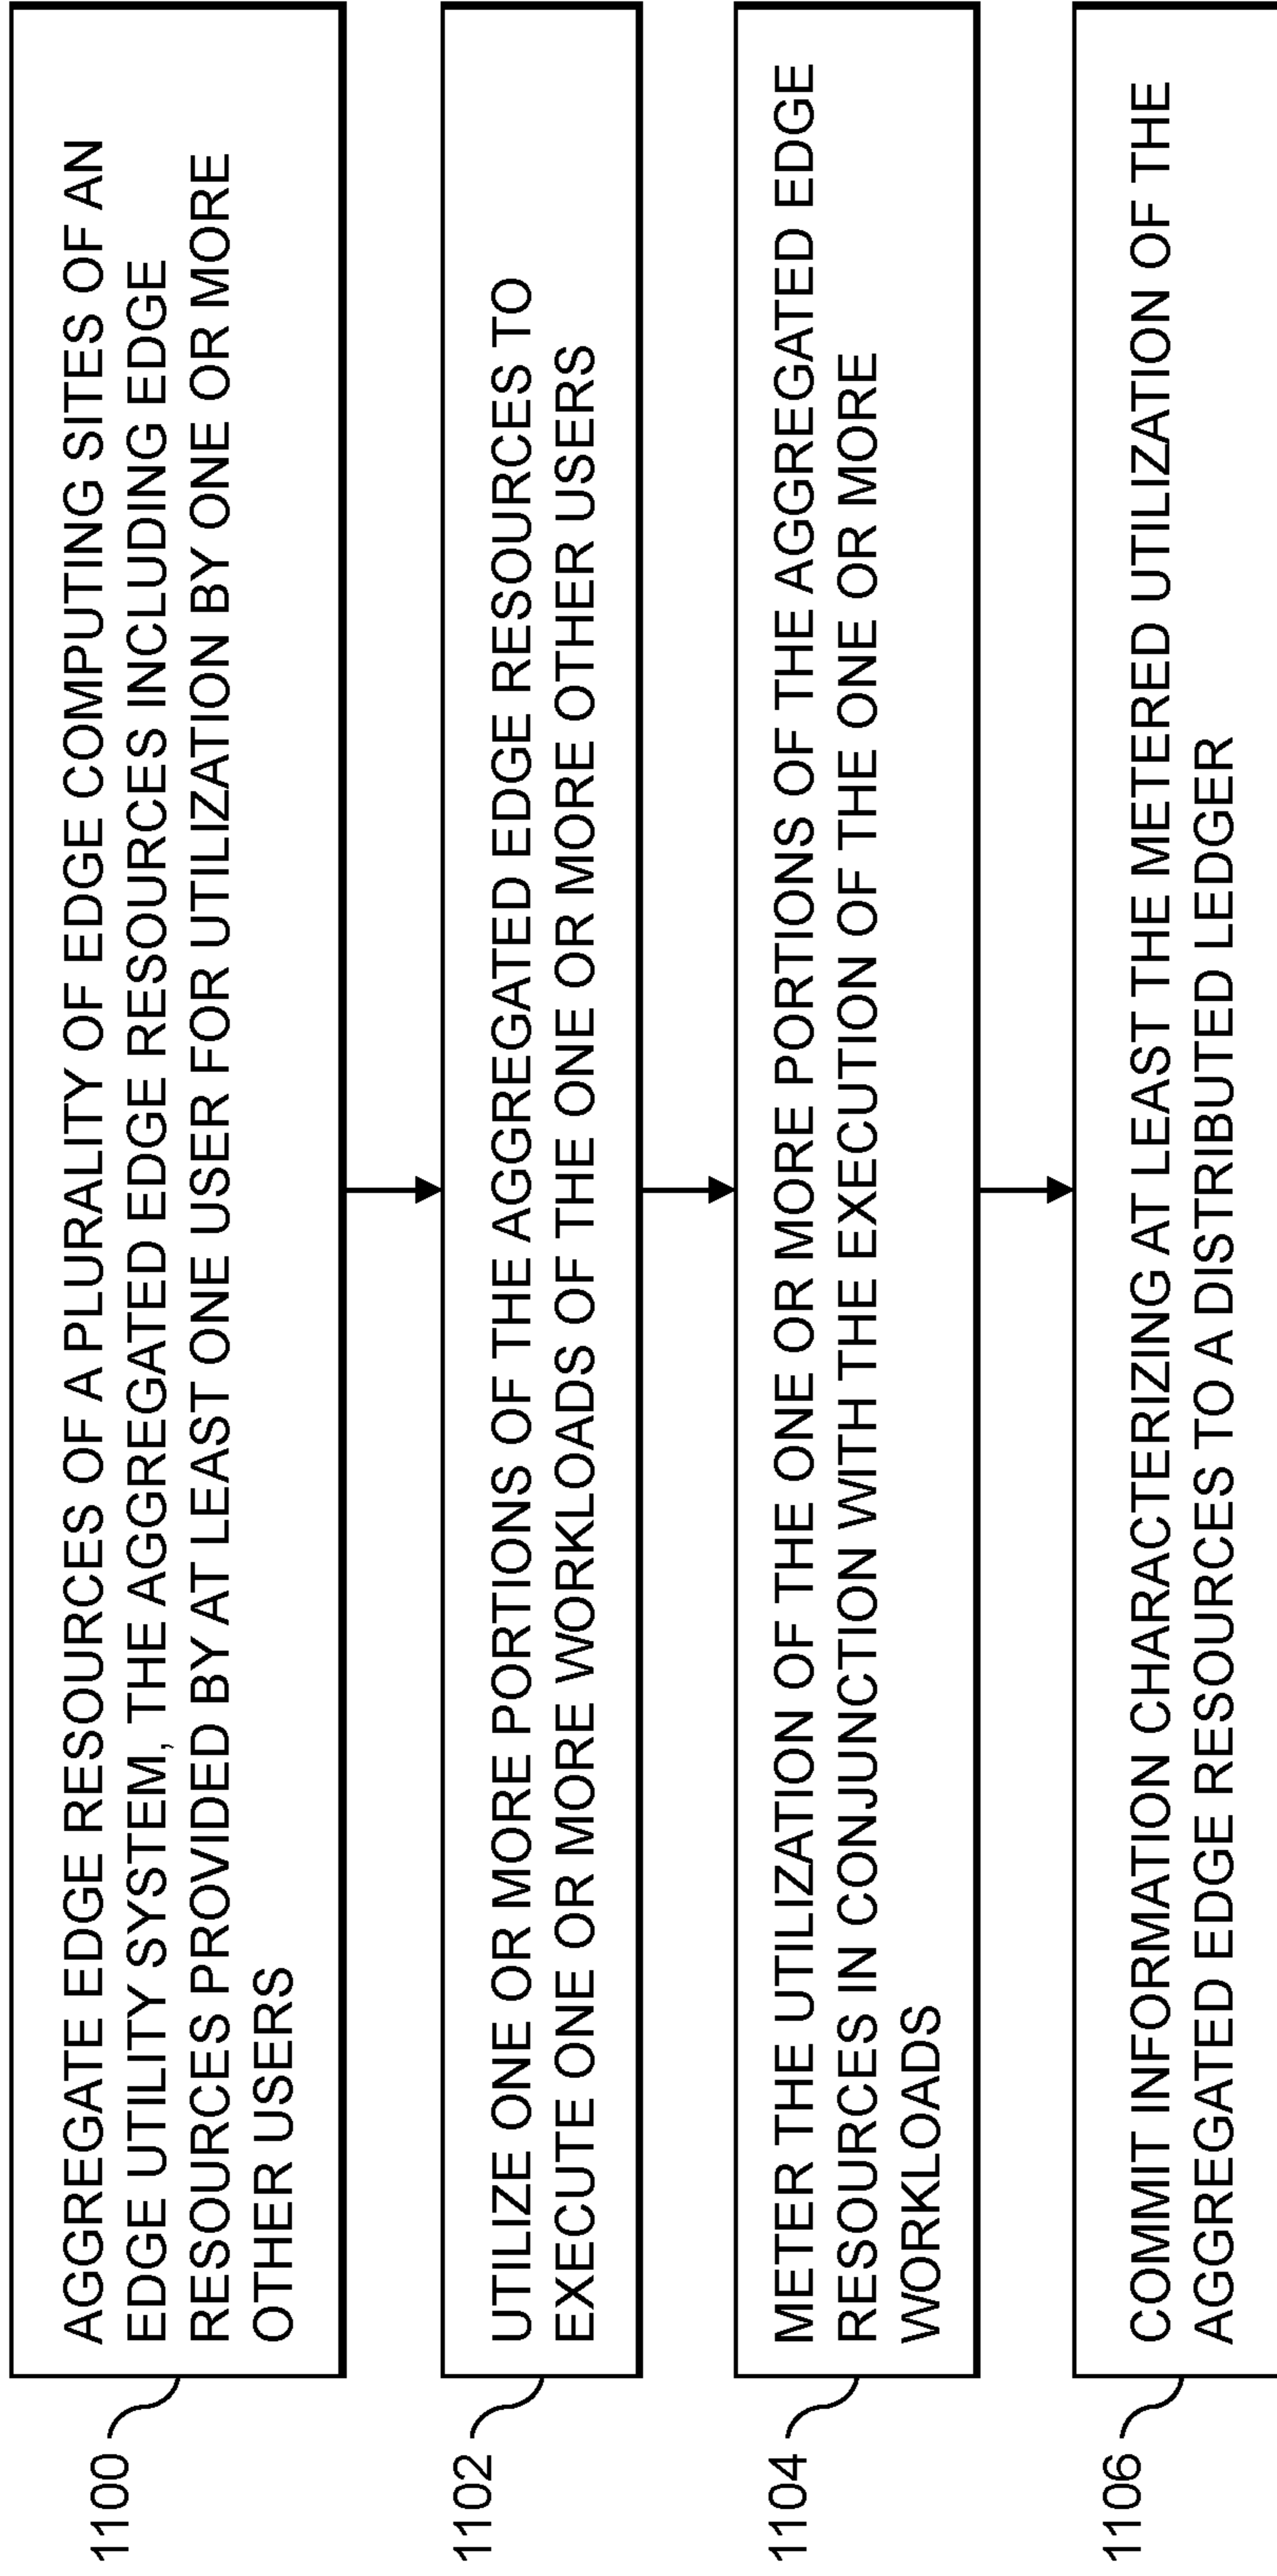 1100
AGGREGATE EDGE RESOURCES OF A PLURALITY OF EDGE COMPUTING SITES OF AN
EDGE UTILITY SYSTEM, THE AGGREGATED EDGE RESOURCES INCLUDING EDGE
RESOURCES PROVIDED BY AT LEAST ONE USER FOR UTILIZATION BY ONE OR MORE
OTHER USERS
1102
UTILIZE ONE OR MORE PORTIONS OF THE AGGREGATED EDGE RESOURCES TO
EXECUTE ONE OR MORE WORKLOADS OF THE ONE OR MORE OTHER USERS
1104
METER THE UTILIZATION OF THE ONE OR MORE PORTIONS OF THE AGGREGATED EDGE
RESOURCES IN CONJUNCTION WITH THE EXECUTION OF THE ONE OR MORE
WORKLOADS
1106
COMMIT INFORMATION CHARACTERIZING AT LEAST THE METERED UTILIZATION OF THE
AGGREGATED EDGE RESOURCES TO A DISTRIBUTED LEDGER